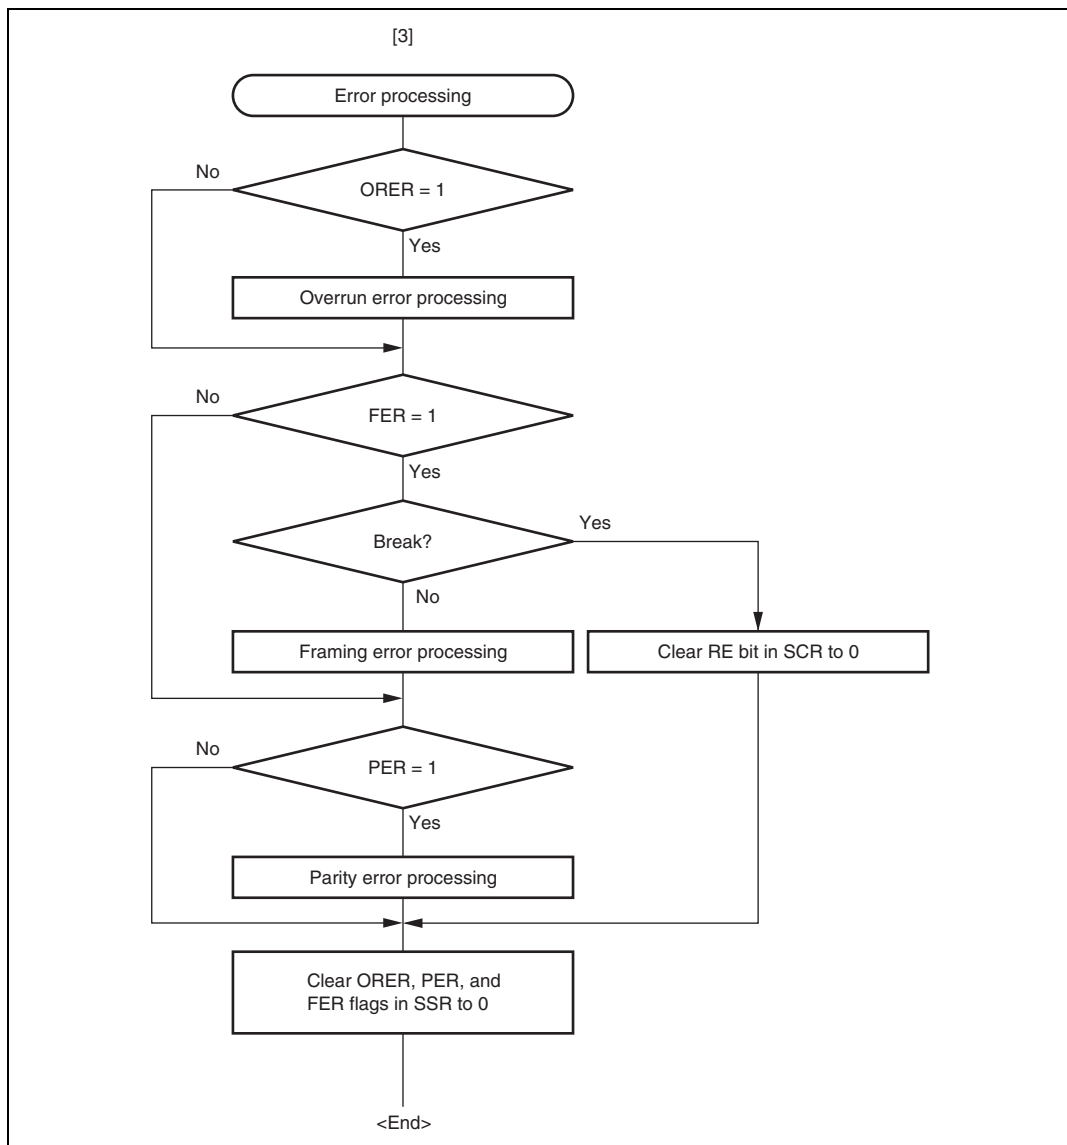 [3]
Error processing
No
ORER = 1
Yes
Overrun error processing
No
FER = 1
Yes
Yes
Break?
No
Framing error processing
Clear RE bit in SCR to 0
No
PER = 1
Yes
Parity error processing
Clear ORER, PER, and
FER flags in SSR to 0
<End>